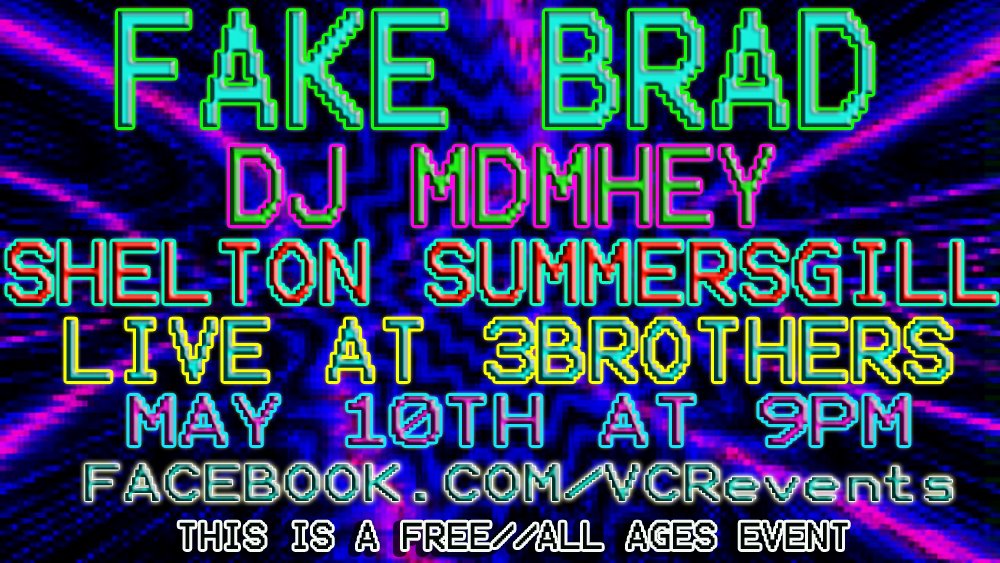 FAKE BRAD
DJ MDMHEY
SHELTON SUMMERSGILL
LIVE AT 3BROTHERS
MAY 10TH AT 9PM
FACEBOOK.COM/VCRevents
THIS IS A FREE//ALL AGES EVENT